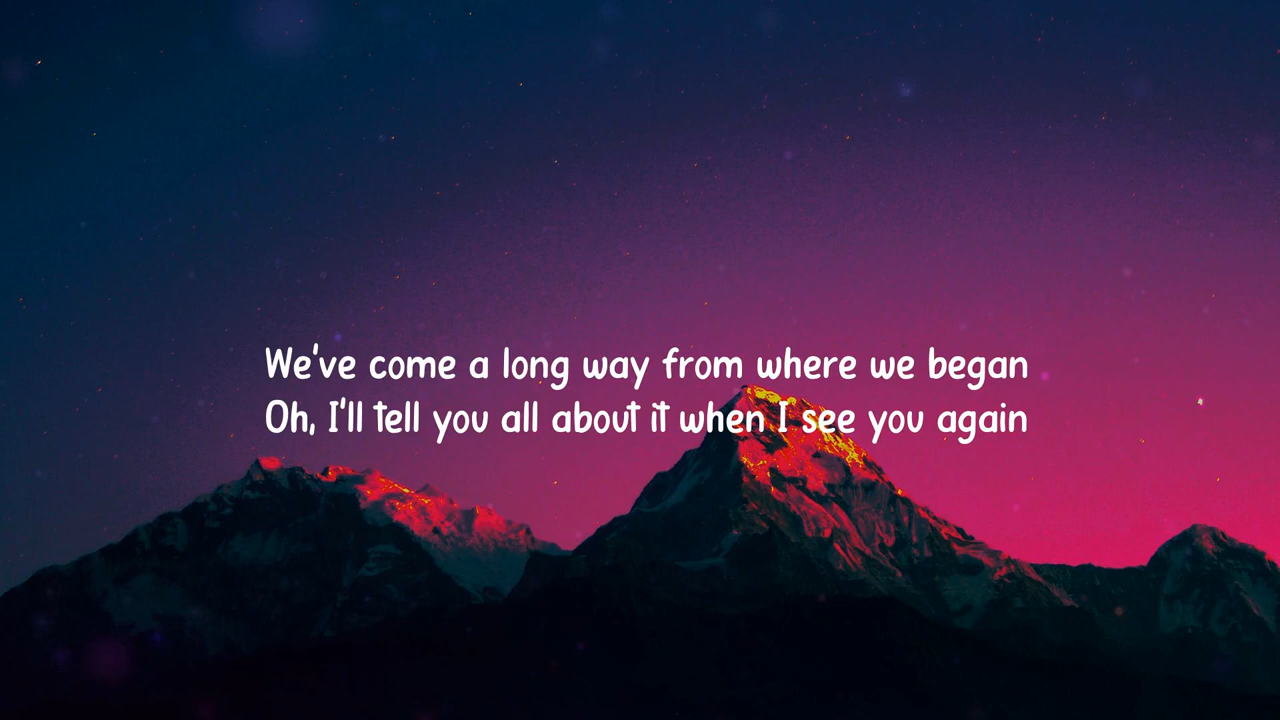 We've come a long way from where we began
Oh, I'll tell you all about it when I see you again